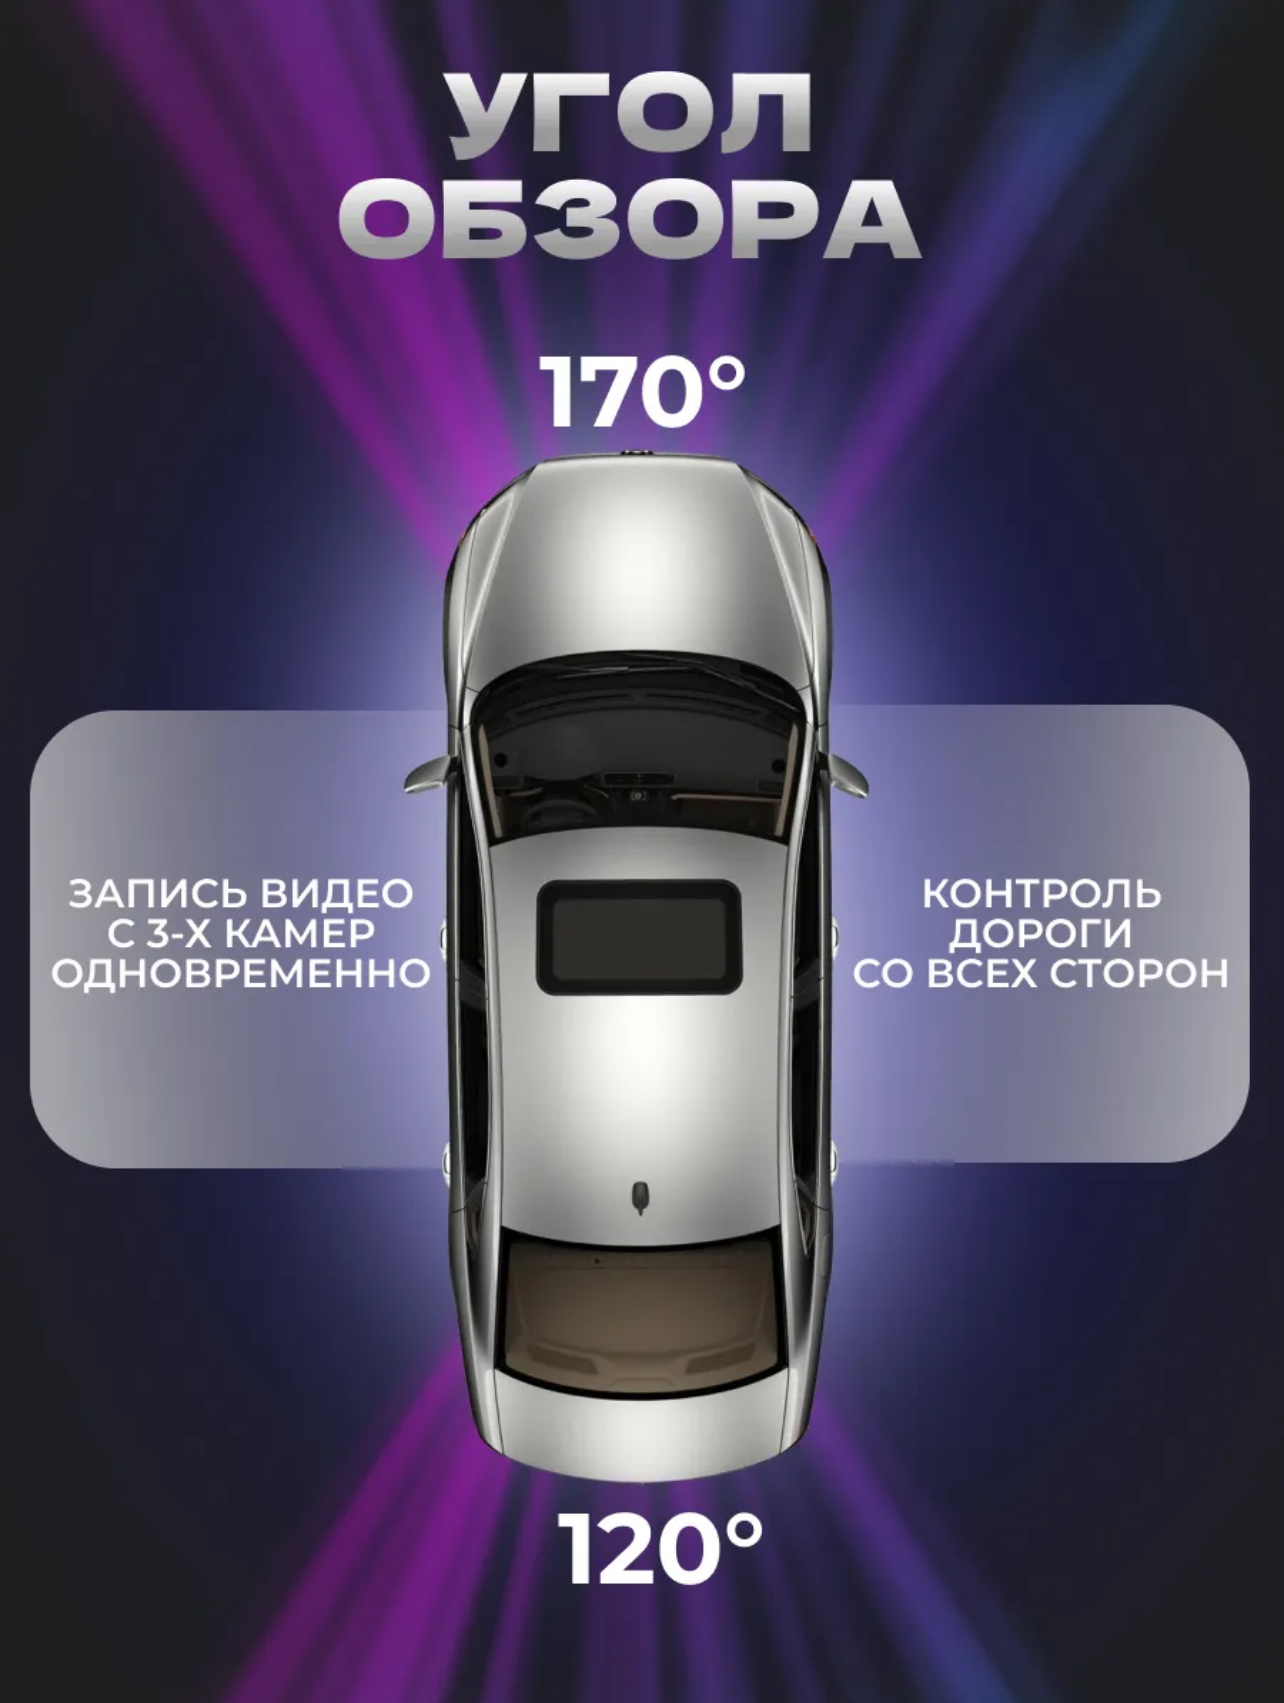 УГОЛ
ОБЗОРА
170°
ЗАПИСЬ ВИДЕО
С 3-Х КАМЕР
ОДНОВРЕМЕННО
КОНТРОЛЬ
ДОРОГИ
СО ВСЕХ СТОРОН
120°